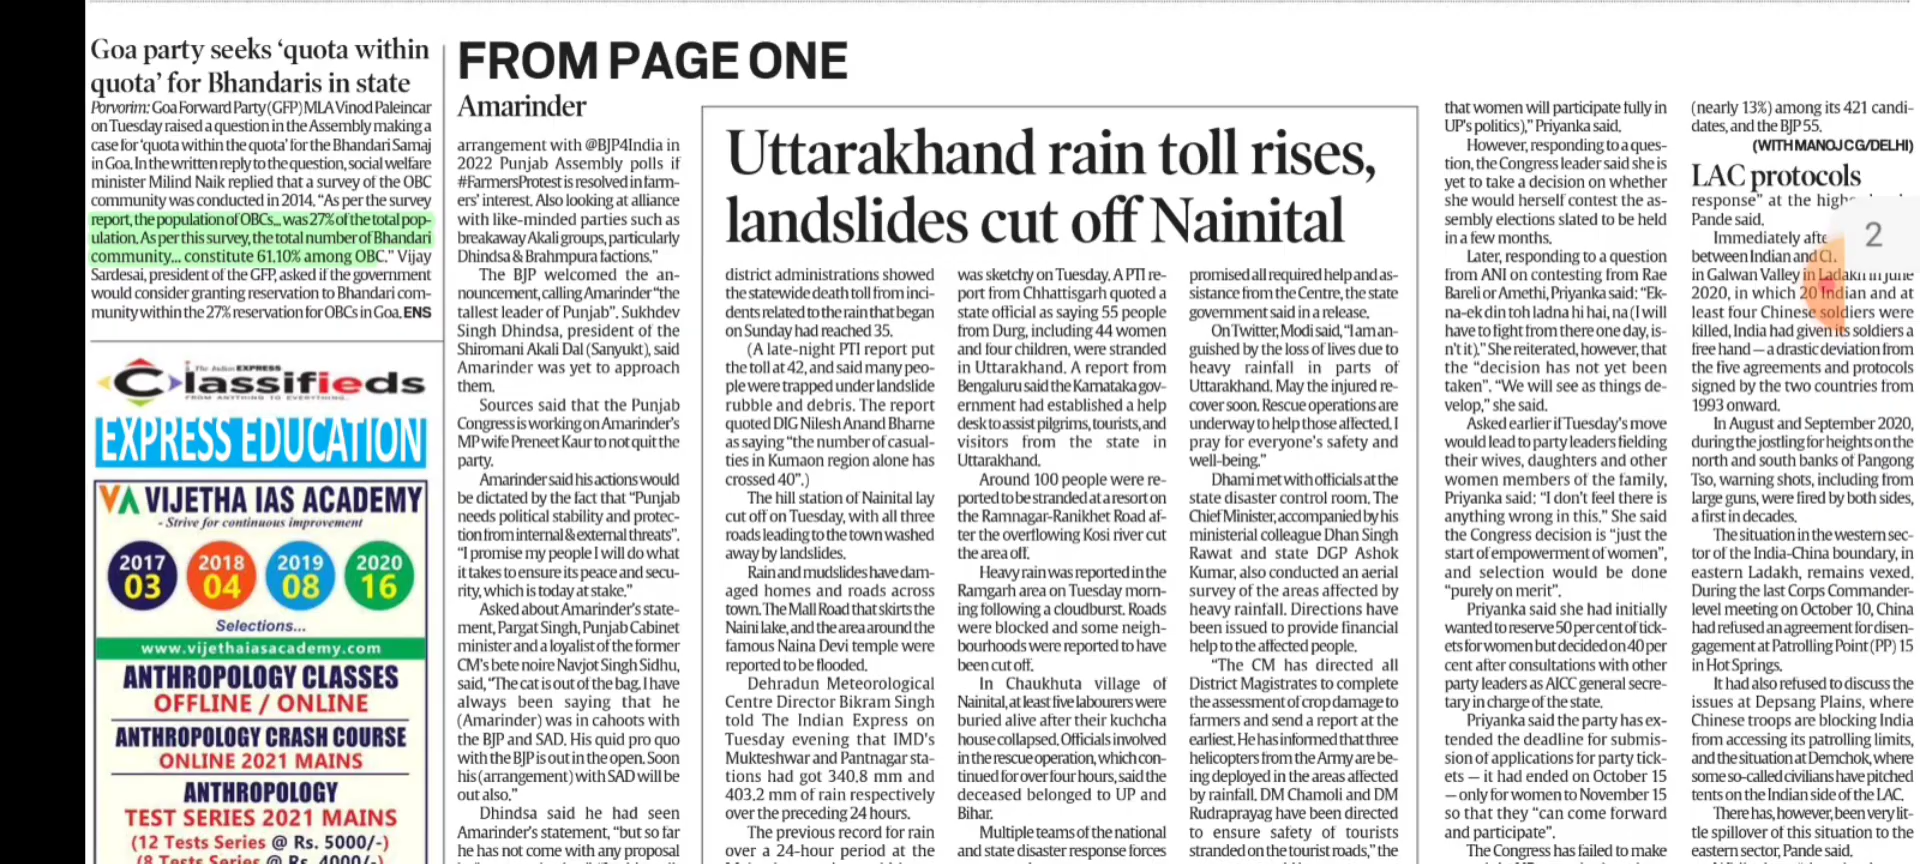 Goa party seeks ‘quota within
quota’ for Bhandaris in state
Porvorim: Goa Forward Party (GFP) MLA Vinod Paleincar
on Tuesday raised a question in the Assembly making a
case for ‘quota within the quota’ for the Bhandari Samaj
in Goa. In the written reply to the question, social welfare
minister Milind Naik replied that a survey of the OBC
community was conducted in 2014. “As per the survey
report, the population of OBCs... was 27% of the total pop-
ulation. As per this survey, the total number of Bhandari
community... constitute 61.10% among OBC.” Vijay
Sardesai, president of the GFP, asked if the government
would consider granting reservation to Bhandari com-
munity within the 27% reservation for OBCs in Goa. ENS
The Indian EXPRESS
Classifieds
FROM ANYTHING TO EVERYTHING.
EXPRESS EDUCATION
VA VIJETHA IAS ACADEMY
- Strive for continuous improvement
2017 2018 2019 2020
03 04 08 16
Selections...
www.vijethaiasacademy.com
ANTHROPOLOGY CLASSES
OFFLINE / ONLINE
ANTHROPOLOGY CRASH COURSE
ONLINE 2021 MAINS
ANTHROPOLOGY
TEST SERIES 2021 MAINS
(12 Tests Series @ Rs. 5000/-)
(8 Tests Series @ Rs. 4000/-)
FROM PAGE ONE
Amarinder
arrangement with @BJP4India in
2022 Punjab Assembly polls if
#FarmersProtest is resolved in farm-
ers’ interest. Also looking at alliance
with like-minded parties such as
breakaway Akali groups, particularly
Dhindsa & Brahmpura factions.”
The BJP welcomed the an-
nouncement, calling Amarinder “the
tallest leader of Punjab”. Sukhdev
Singh Dhindsa, president of the
Shiromani Akali Dal (Sanyukt), said
Amarinder was yet to approach
them.
Sources said that the Punjab
Congress is working on Amarinder’s
MP wife Preneet Kaur to not quit the
party.
Amarinder said his actions would
be dictated by the fact that “Punjab
needs political stability and protec-
tion from internal & external threats”.
“I promise my people I will do what
it takes to ensure its peace and secu-
rity, which is today at stake.”
Asked about Amarinder’s state-
ment, Pargat Singh, Punjab Cabinet
minister and a loyalist of the former
CM’s bete noire Navjot Singh Sidhu,
said, “The cat is out of the bag. I have
always been saying that he
(Amarinder) was in cahoots with
the BJP and SAD. His quid pro quo
with the BJP is out in the open. Soon
his (arrangement) with SAD will be
out also.”
Dhindsa said he had seen
Amarinder’s statement, “but so far
he has not come with any proposal
Uttarakhand rain toll rises,
landslides cut off Nainital
district administrations showed
the statewide death toll from inci-
dents related to the rain that began
on Sunday had reached 35.
(A late-night PTI report put
the toll at 42, and said many peo-
ple were trapped under landslide
rubble and debris. The report
quoted DIG Nilesh Anand Bharne
as saying “the number of casual-
ties in Kumaon region alone has
crossed 40”.)
The hill station of Nainital lay
cut off on Tuesday, with all three
roads leading to the town washed
away by landslides.
Rain and mudslides have dam-
aged homes and roads across
town. The Mall Road that skirts the
Naini lake, and the area around the
famous Naina Devi temple were
reported to be flooded.
Dehradun Meteorological
Centre Director Bikram Singh
told The Indian Express on
Tuesday evening that IMD’s
Mukteshwar and Pantnagar sta-
tions had got 340.8 mm and
403.2 mm of rain respectively
over the preceding 24 hours.
The previous record for rain
over a 24-hour period at the
was sketchy on Tuesday. A PTI re-
port from Chhattisgarh quoted a
state official as saying 55 people
from Durg, including 44 women
and four children, were stranded
in Uttarakhand. A report from
Bengaluru said the Karnataka gov-
ernment had established a help
desk to assist pilgrims, tourists, and
visitors from the state in
Uttarakhand.
Around 100 people were re-
ported to be stranded at a resort on
the Ramnagar-Ranikhet Road af-
ter the overflowing Kosi river cut
the area off.
Heavy rain was reported in the
Ramgarh area on Tuesday morn-
ing following a cloudburst. Roads
were blocked and some neigh-
bourhoods were reported to have
been cut off.
In Chaukhuta village of
Nainital, at least five labourers were
buried alive after their kuchcha
house collapsed. Officials involved
in the rescue operation, which con-
tinued for over four hours, said the
deceased belonged to UP and
Bihar.
Multiple teams of the national
and state disaster response forces
promised all required help and as-
sistance from the Centre, the state
government said in a release.
On Twitter, Modi said, “I am an-
guished by the loss of lives due to
heavy rainfall in parts of
Uttarakhand. May the injured re-
cover soon. Rescue operations are
underway to help those affected. I
pray for everyone’s safety and
well-being.”
Dhami met with officials at the
state disaster control room. The
Chief Minister, accompanied by his
ministerial colleague Dhan Singh
Rawat and state DGP Ashok
Kumar, also conducted an aerial
survey of the areas affected by
heavy rainfall. Directions have
been issued to provide financial
help to the affected people.
“The CM has directed all
District Magistrates to complete
the assessment of crop damage to
farmers and send a report at the
earliest. He has informed that three
helicopters from the Army are be-
ing deployed in the areas affected
by rainfall. DM Chamoli and DM
Rudraprayag have been directed
to ensure safety of tourists
stranded on the tourist roads,” the
that women will participate fully in
UP’s politics),” Priyanka said.
However, responding to a ques-
tion, the Congress leader said she is
yet to take a decision on whether
she would herself contest the as-
sembly elections slated to be held
in a few months.
Later, responding to a question
from ANI on contesting from Rae
Bareli or Amethi, Priyanka said: “Ek-
na-ek din toh ladna hi hai, na (I will
have to fight from there one day, is-
n’t it).” She reiterated, however, that
the “decision has not yet been
taken”. “We will see as things de-
velop,” she said.
Asked earlier if Tuesday’s move
would lead to party leaders fielding
their wives, daughters and other
women members of the family,
Priyanka said: “I don’t feel there is
anything wrong in this.” She said
the Congress decision is “just the
start of empowerment of women”,
and selection would be done
“purely on merit”.
Priyanka said she had initially
wanted to reserve 50 per cent of tick-
ets for women but decided on 40 per
cent after consultations with other
party leaders as AICC general secre-
tary in charge of the state.
Priyanka said the party has ex-
tended the deadline for submis-
sion of applications for party tick-
ets — it had ended on October 15
— only for women to November 15
so that they “can come forward
and participate”.
The Congress has failed to make
(nearly 13%) among its 421 candi-
dates, and the BJP 55.
(WITH MANOJ CG/DELHI)
LAC protocols
response” at the
Pande said.
Immediately
between Indian and
in Galwan Valley in Ladakh in June
2020, in which 20 Indian and at
least four Chinese soldiers were
killed, India had given its soldiers a
free hand — a drastic deviation from
the five agreements and protocols
signed by the two countries from
1993 onward.
In August and September 2020,
during the jostling for heights on the
north and south banks of Pangong
Tso, warning shots, including from
large guns, were fired by both sides,
a first in decades.
The situation in the western sec-
tor of the India-China boundary, in
eastern Ladakh, remains vexed.
During the last Corps Commander-
level meeting on October 10, China
had refused an agreement for disen-
gagement at Patrolling Point (PP) 15
in Hot Springs.
It had also refused to discuss the
issues at Depsang Plains, where
Chinese troops are blocking India
from accessing its patrolling limits,
and the situation at Demchok, where
some so-called civilians have pitched
tents on the Indian side of the LAC.
There has, however, been very lit-
tle spillover of this situation to the
eastern sector, Pande said.
2